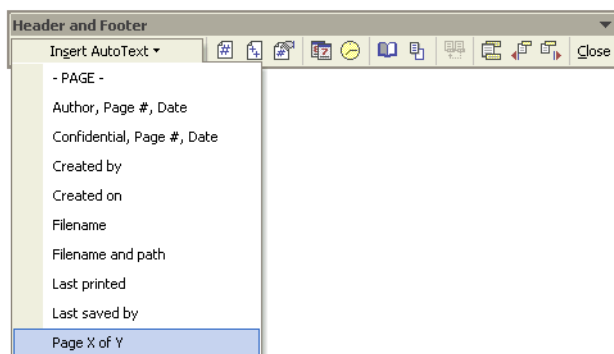 Header and Footer
Insert AutoText Close
- PAGE -
Author, Page #, Date
Confidential, Page #, Date
Created by
Created on
Filename
Filename and path
Last printed
Last saved by
Page X of Y